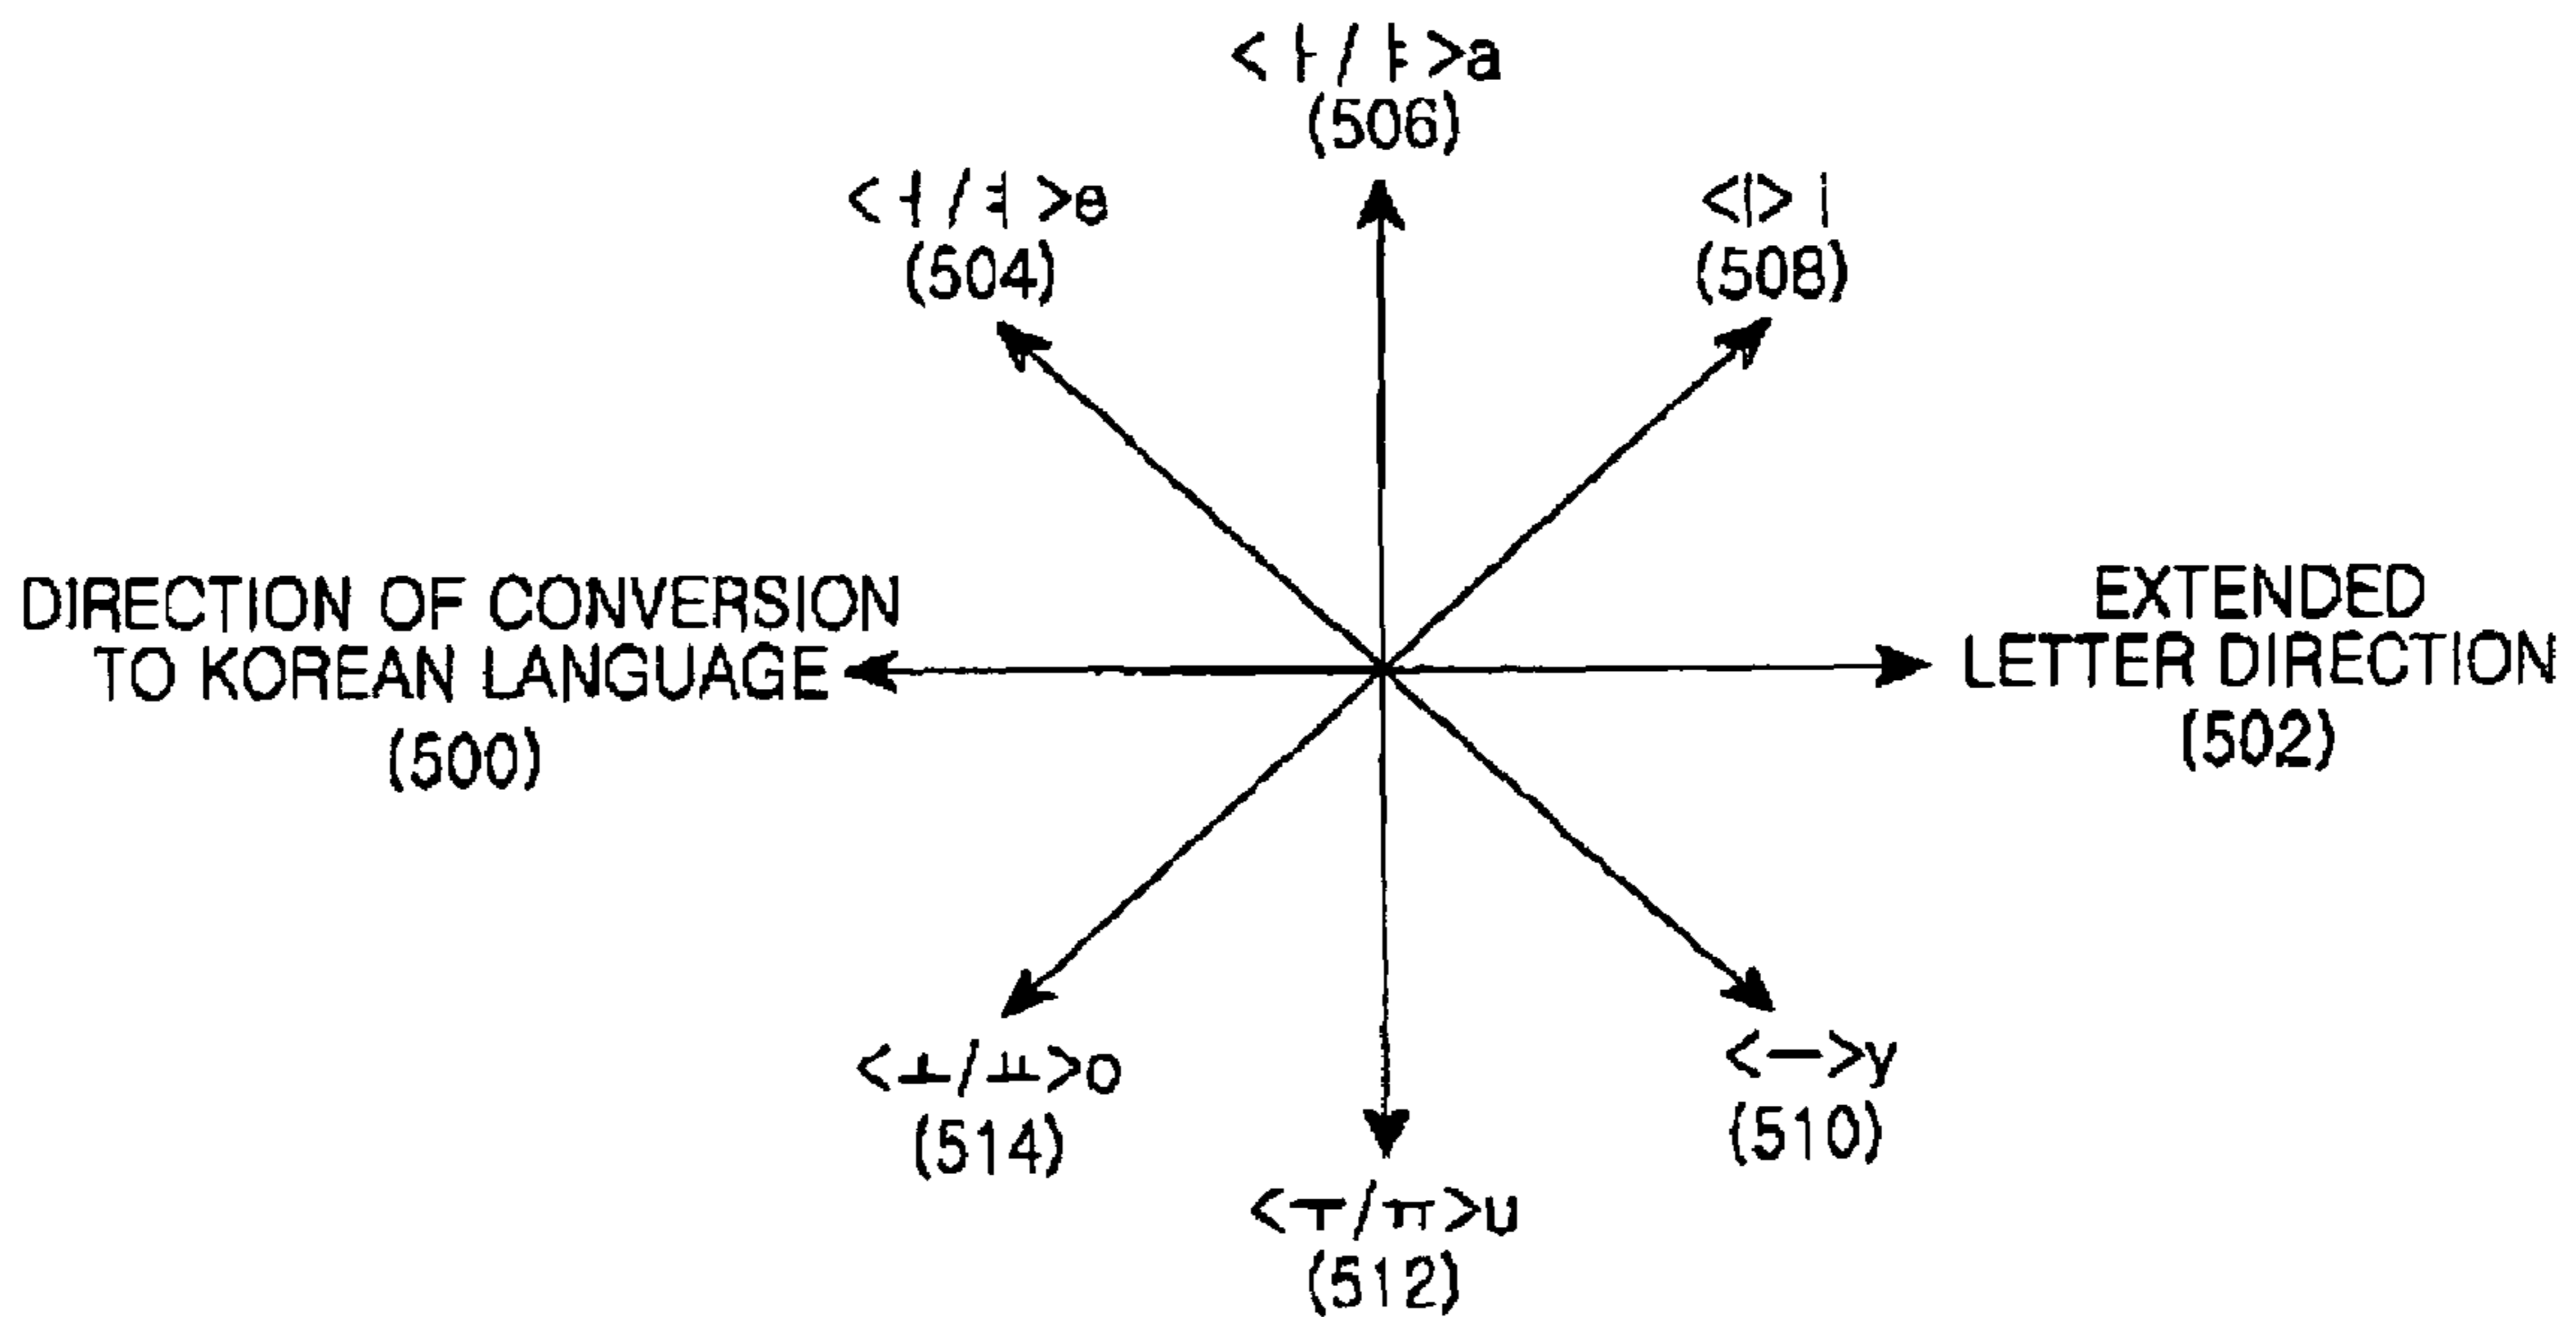 <ㅏ/ㅑ>a
(506)
<ㅓ/ㅕ>e
(504)
<ㅣ> i
(508)
DIRECTION OF CONVERSION
TO KOREAN LANGUAGE
(500)
EXTENDED
LETTER DIRECTION
(502)
<ㅗ/ㅛ>o
(514)
<ㅡ>y
(510)
<ㅜ/ㅠ>u
(512)